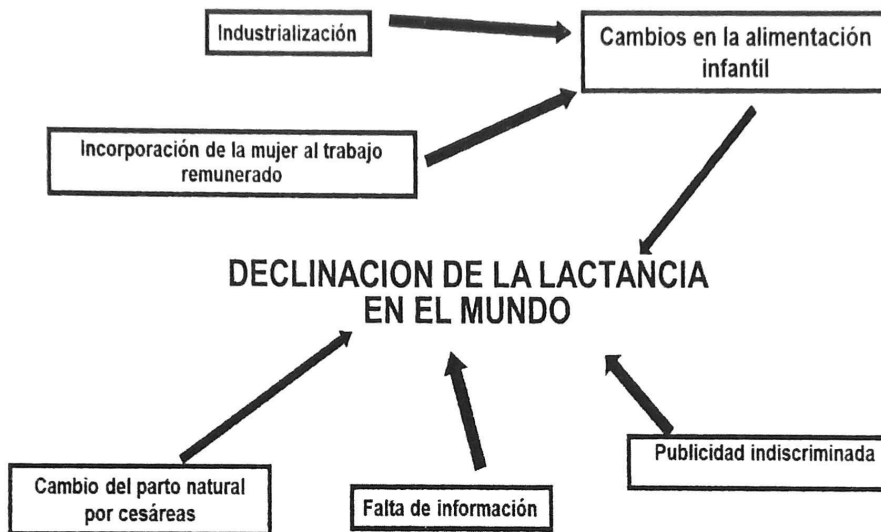 Industrialización
Cambios en la alimentación
infantil
Incorporación de la mujer al trabajo
remunerado
DECLINACION DE LA LACTANCIA
EN EL MUNDO
Cambio del parto natural
por cesáreas
Falta de información
Publicidad indiscriminada